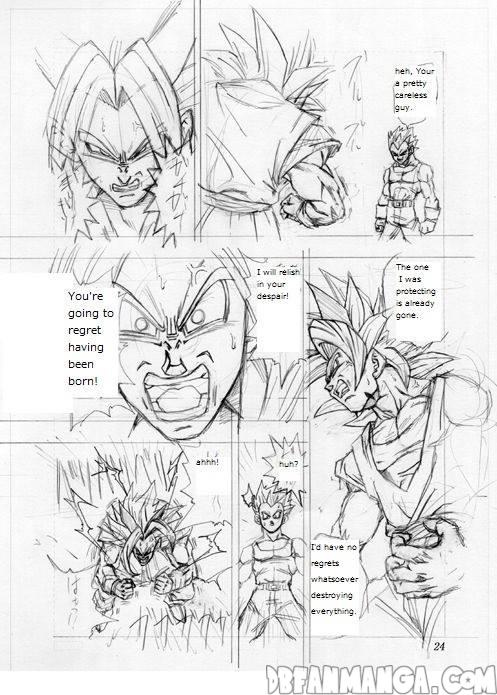 heh, Your
a pretty
careless
guy.
The one
I was
protecting
is already
gone.
I will relish
in your
despair!
You're
going to
regret
having
been
born!
I'd have no
regrets
whatsoever
destroying
everything.
huh?
ahhh!
24
DBFANMANGA.COM